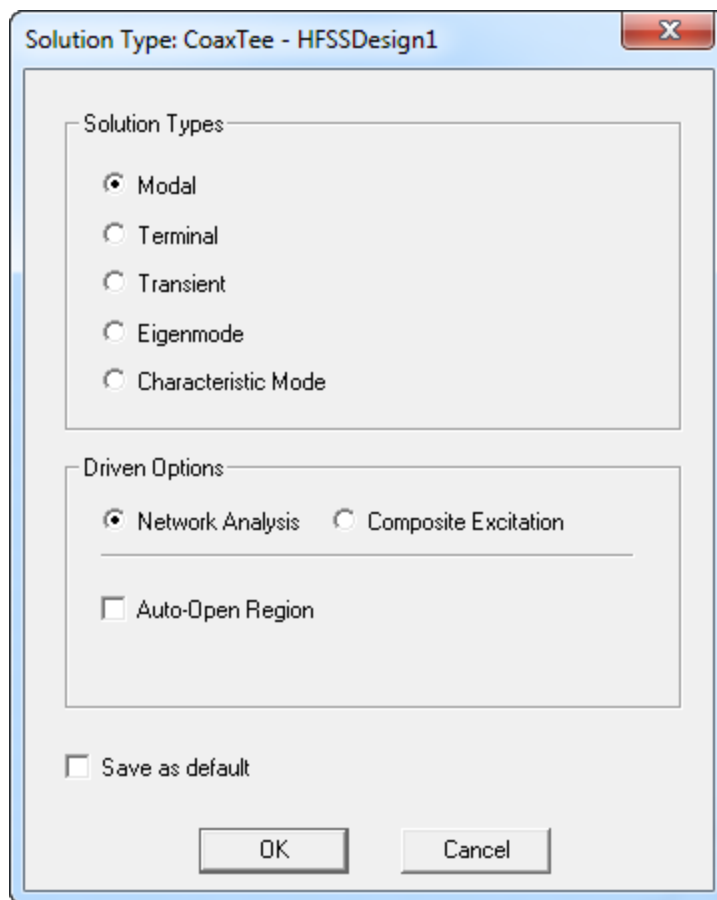 Solution Type: CoaxTee - HFSSDesign1
Solution Types
Modal
Terminal
Transient
Eigenmode
Characteristic Mode
Driven Options
Network Analysis Composite Excitation
Auto-Open Region
Save as default
OK Cancel